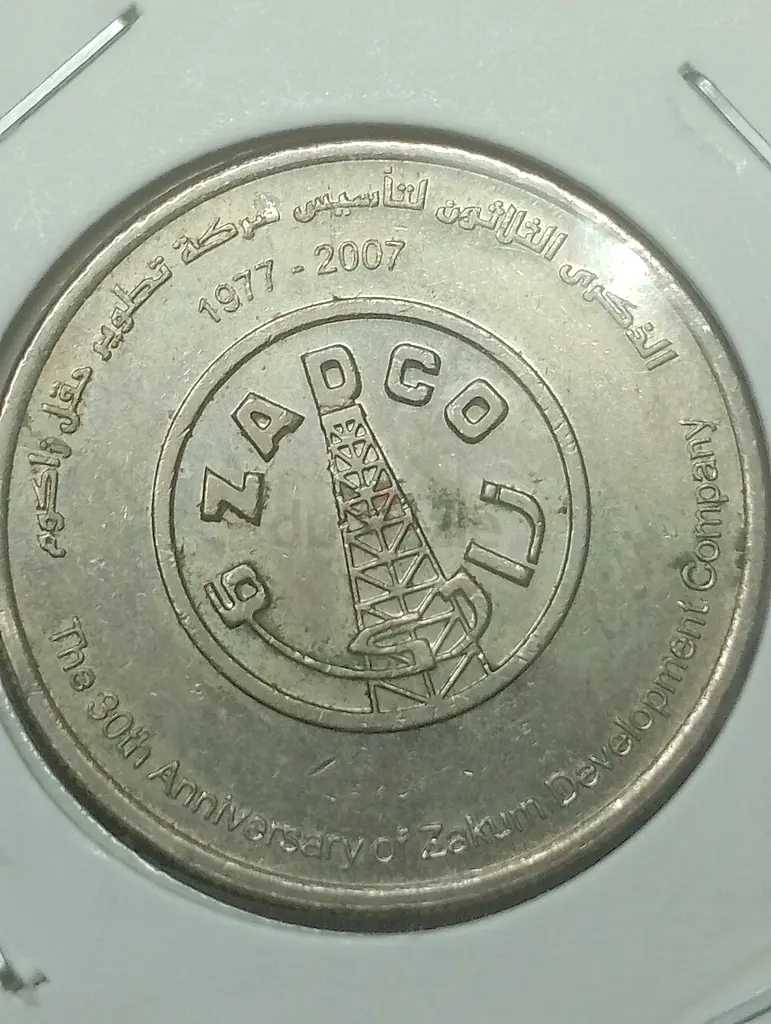 الذكرى الثلاثون لتأسيس شركة تطوير حقل زاكوم
1977 - 2007
ZADCO
زادكو
The 30th Anniversary of Zakum Development Company